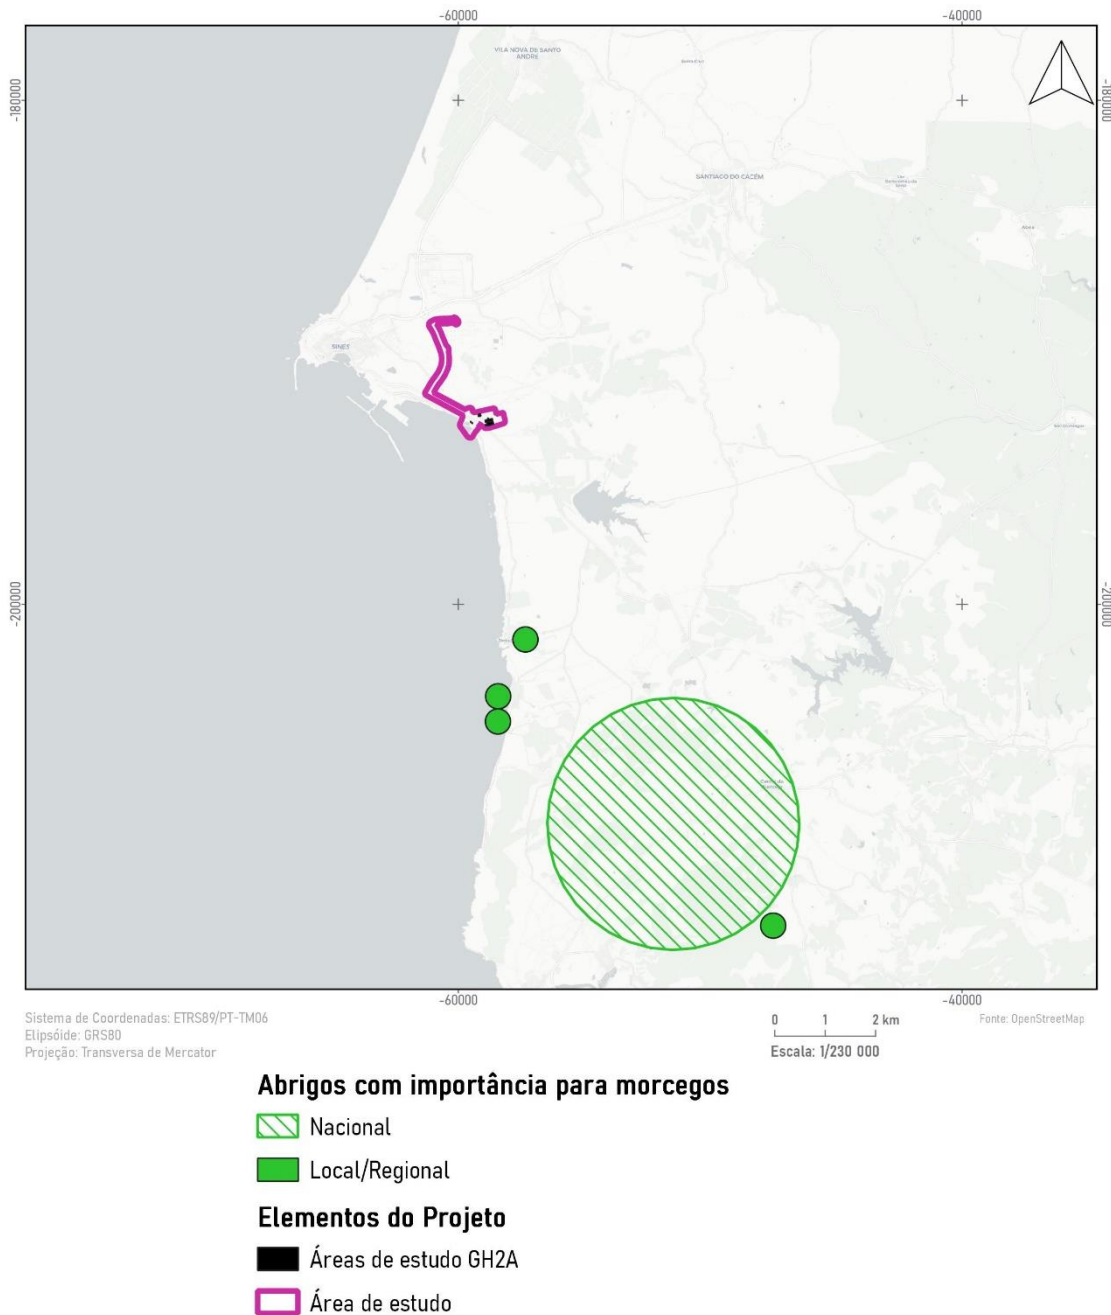 -60000
-40000
-180000
-180000
VILA NOVA DE SANTO
ANDRÉ
SANTIAGO DO CACÉM
SINES
-200000
-200000
-60000
-40000
Sistema de Coordenadas: ETRS89/PT-TM06
Elipsóide: GRS80
Projeção: Transversa de Mercator
0 1 2 km
Escala: 1/230 000
Fonte: OpenStreetMap
Abrigos com importância para morcegos
Nacional
Local/Regional
Elementos do Projeto
Áreas de estudo GH2A
Área de estudo